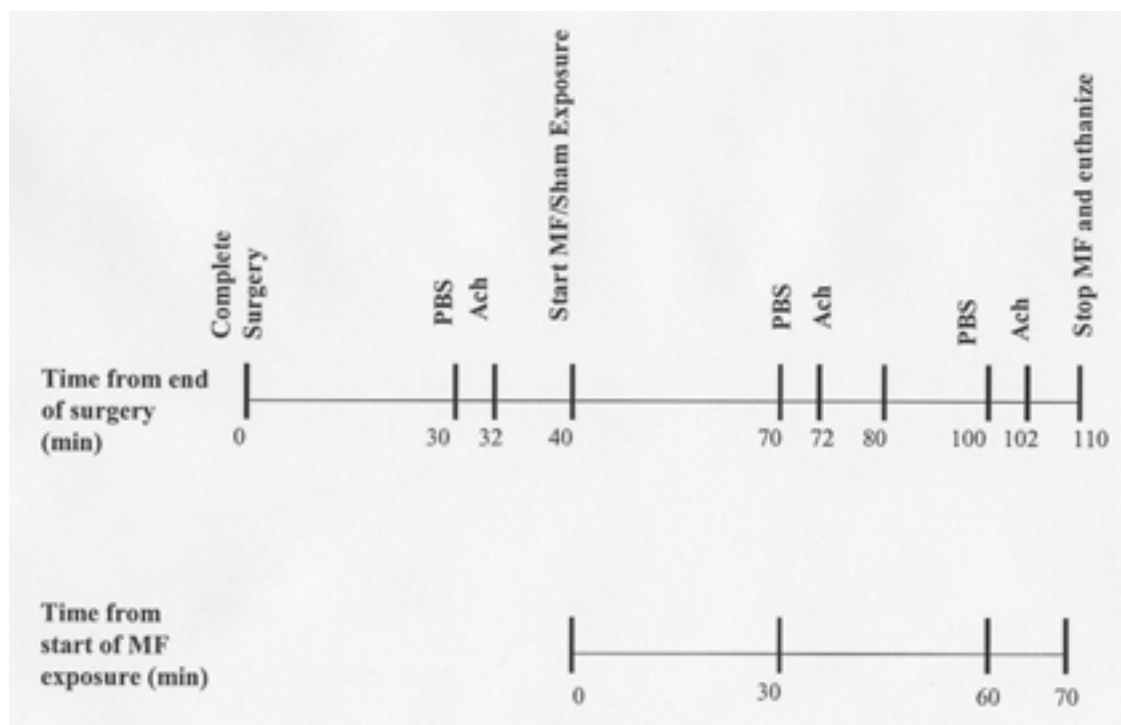 Complete
Surgery
PBS
Ach
Start MF/Sham Exposure
PBS
Ach
PBS
Ach
Stop MF and euthanize
Time from end
of surgery
(min)
0 30 32 40 70 72 80 100 102 110
Time from
start of MF
exposure (min)
0 30 60 70